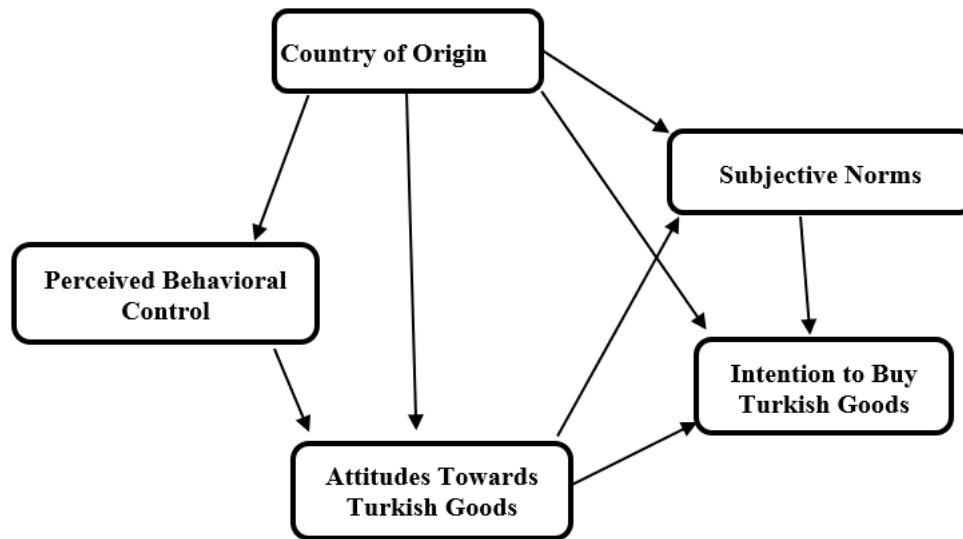 Country of Origin
Subjective Norms
Perceived Behavioral
Control
Intention to Buy
Turkish Goods
Attitudes Towards
Turkish Goods